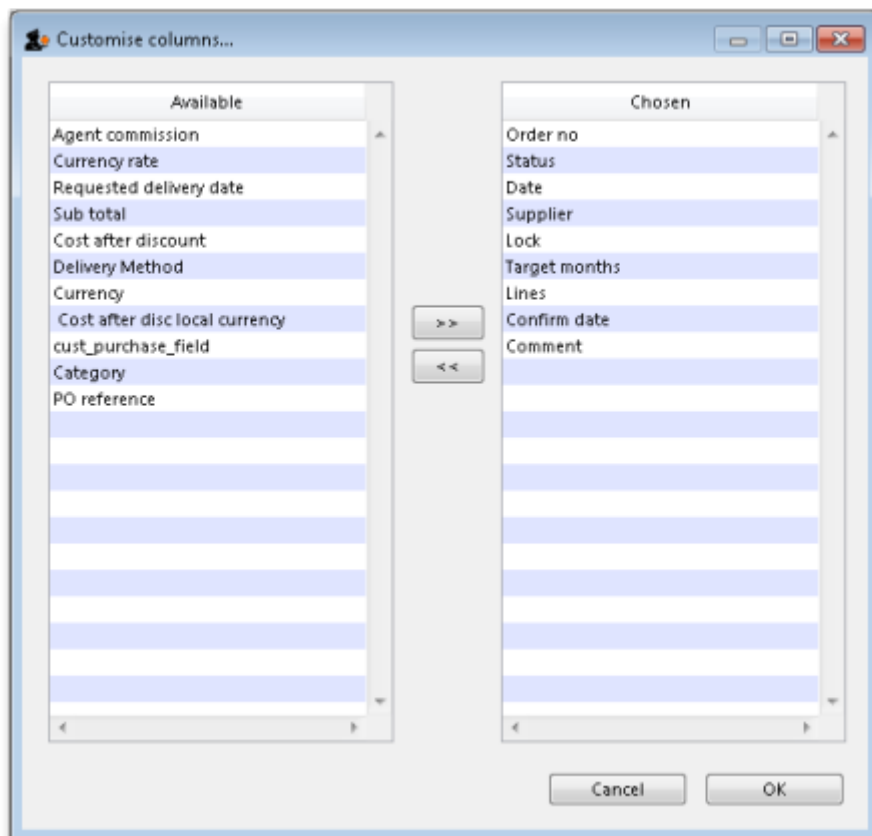 Customise columns...
Available
Agent commission
Currency rate
Requested delivery date
Sub total
Cost after discount
Delivery Method
Currency
Cost after disc local currency
cust_purchase_field
Category
PO reference
>>
<<
Chosen
Order no
Status
Date
Supplier
Lock
Target months
Lines
Confirm date
Comment
Cancel
OK